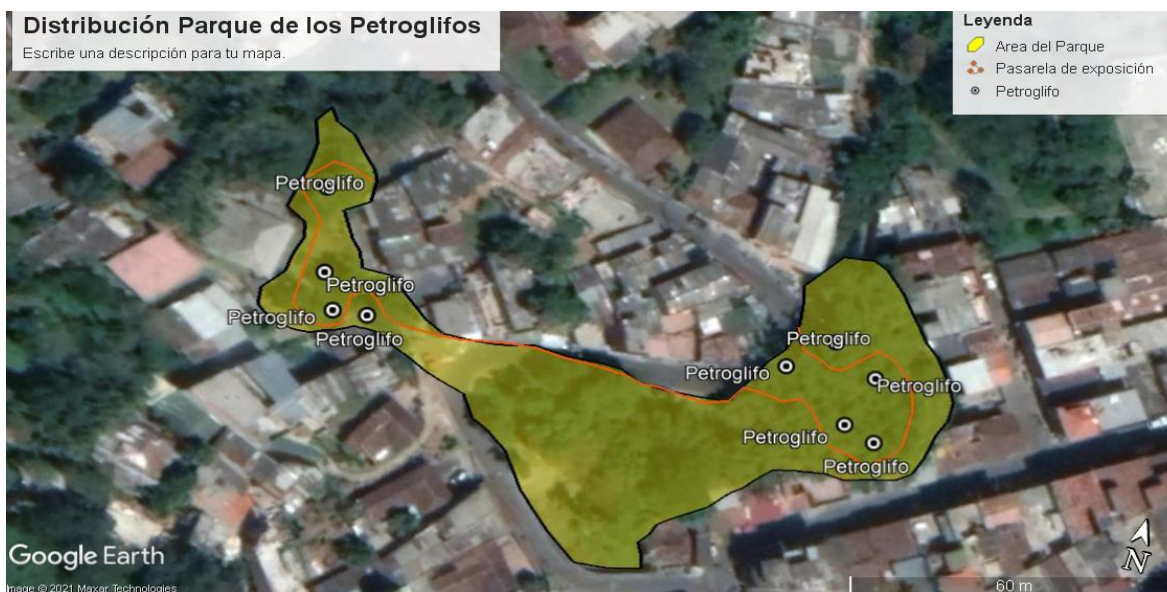 Distribución Parque de los Petroglifos
Escribe una descripción para tu mapa.
Leyenda
Area del Parque
Pasarela de exposición
Petroglifo
Petroglifo
Petroglifo
Petroglifo
Petroglifo
Petroglifo
Petroglifo
Petroglifo
Petroglifo
Petroglifo
Google Earth
Image © 2021 Maxar Technologies
60 m
N